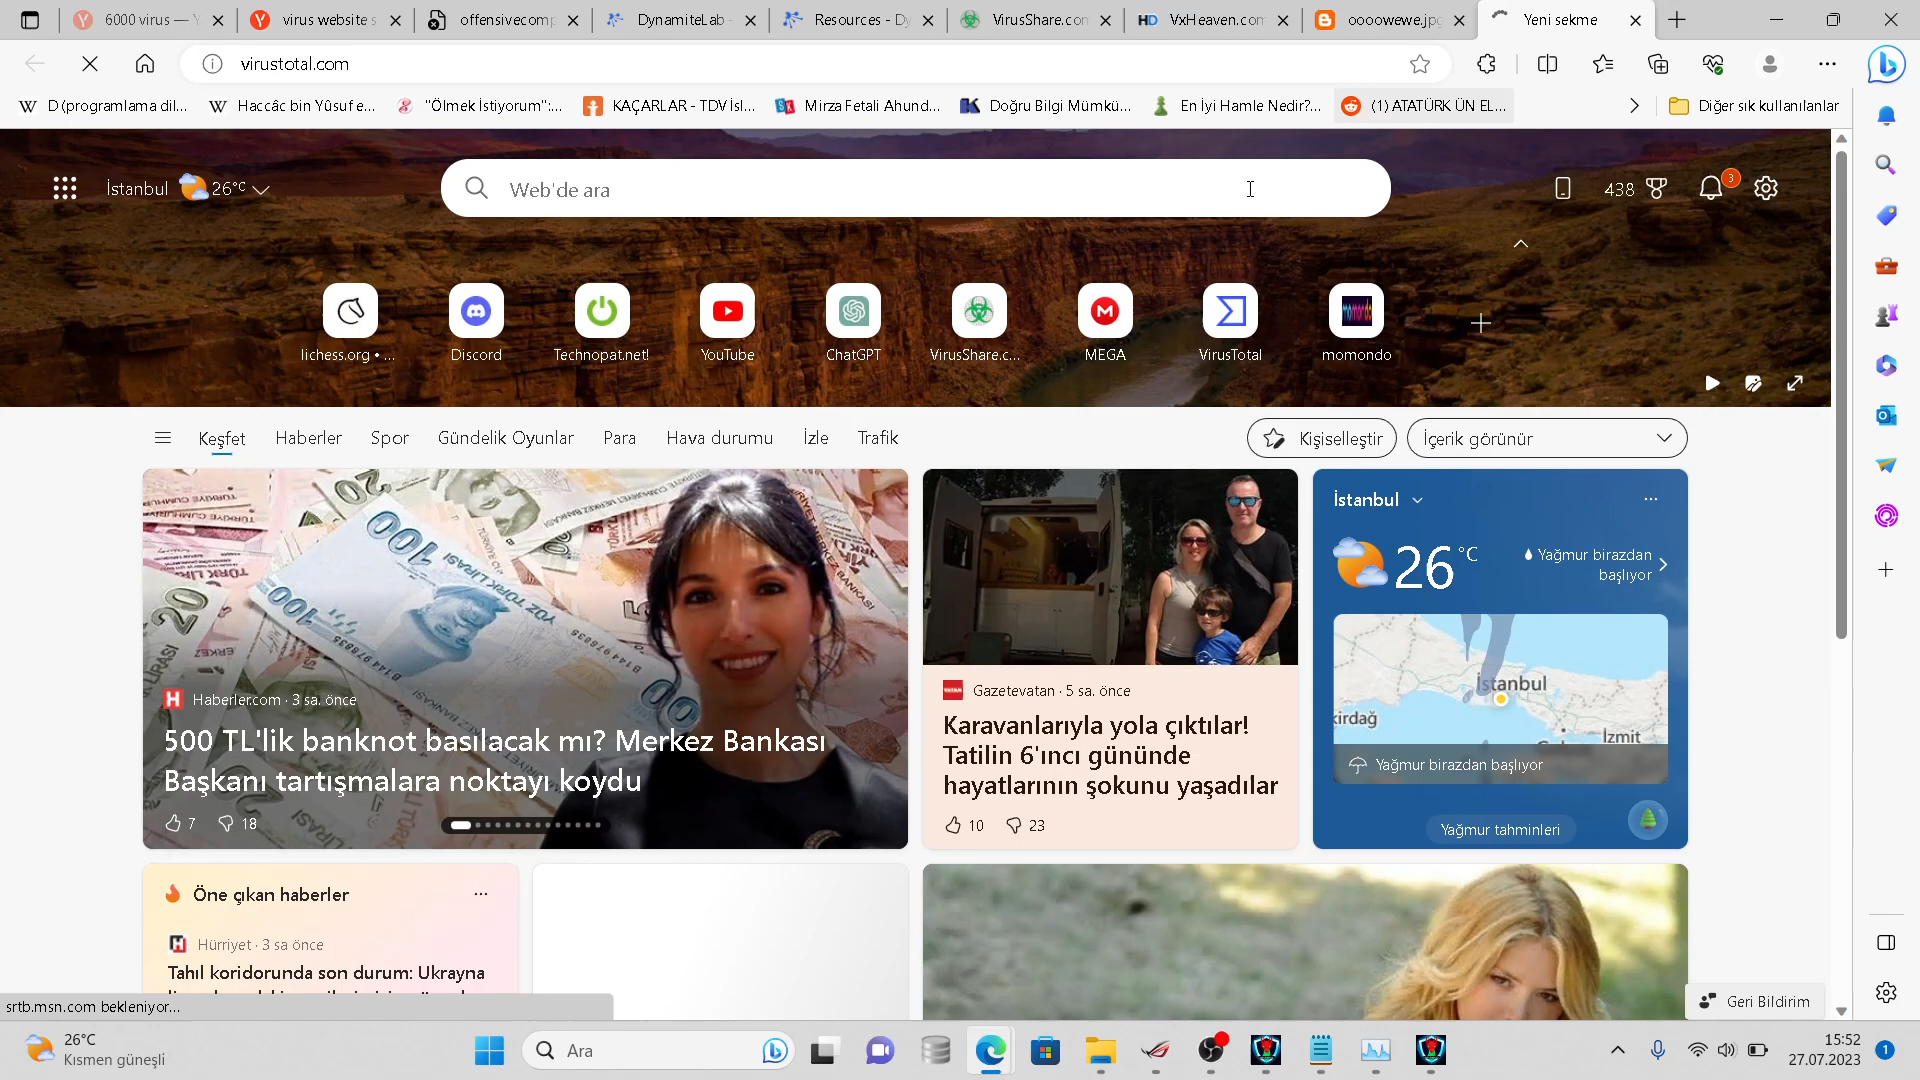 6000 virus — Y
virus website s
offensivecomp
DynamiteLab -
Resources - Dy
VirusShare.com
VxHeaven.com
oooowewe.jpg
Yeni sekme
virustotal.com
D (programlama dil...
Haccâc bin Yûsuf e...
"Ölmek İstiyorum":...
KAÇARLAR - TDV İsl...
Mirza Fetali Ahund...
Doğru Bilgi Mümkü...
En İyi Hamle Nedir?...
(1) ATATÜRK ÜN EL...
Diğer sık kullanılanlar
İstanbul 26°C
Web'de ara
438
3
lichess.org • ...
Discord
Technopat.net!
YouTube
ChatGPT
VirusShare.c...
MEGA
VirusTotal
momondo
Keşfet
Haberler
Spor
Gündelik Oyunlar
Para
Hava durumu
İzle
Trafik
Kişiselleştir
İçerik görünür
Haberler.com · 3 sa. önce
500 TL'lik banknot basılacak mı? Merkez Bankası
Başkanı tartışmalara noktayı koydu
7
18
Gazetevatan · 5 sa. önce
Karavanlarıyla yola çıktılar!
Tatilin 6'ıncı gününde
hayatlarının şokunu yaşadılar
10
23
İstanbul
26 °C
Yağmur birazdan
başlıyor
İstanbul
kirdağ
İzmit
Yağmur birazdan başlıyor
Yağmur tahminleri
Öne çıkan haberler
Hürriyet · 3 sa önce
Tahıl koridorunda son durum: Ukrayna
srtb.msn.com bekleniyor...
Geri Bildirim
26°C
Kısmen güneşli
Ara
15:52
27.07.2023
1